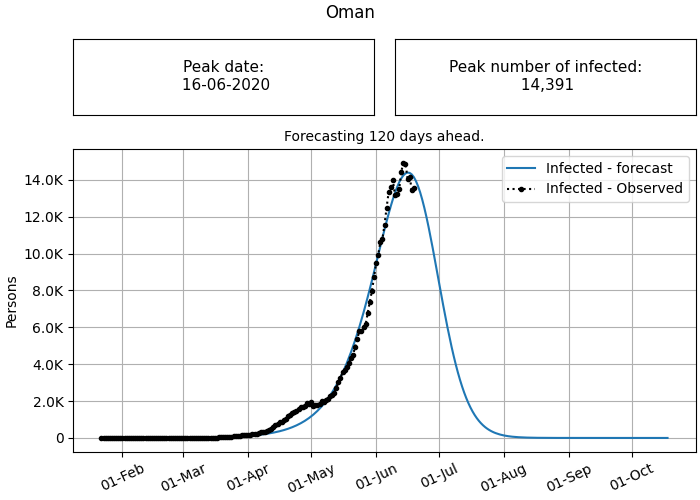 Oman
Peak date:
16-06-2020
Peak number of infected:
14,391
Forecasting 120 days ahead.
Infected - forecast
Infected - Observed
14.0K
12.0K
10.0K
8.0K
6.0K
4.0K
2.0K
0
Persons
01-Feb
01-Mar
01-Apr
01-May
01-Jun
01-Jul
01-Aug
01-Sep
01-Oct